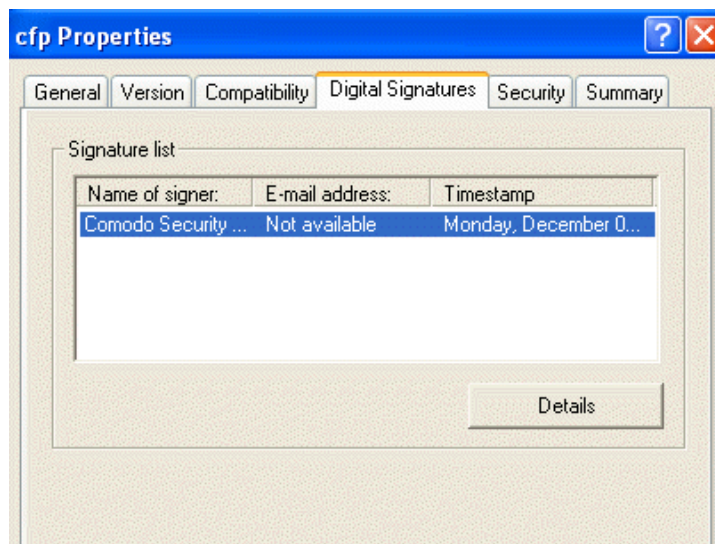 cfp Properties
General Version Compatibility Digital Signatures Security Summary
Signature list
Name of signer: E-mail address: Timestamp
Comodo Security ... Not available Monday, December 0...
Details